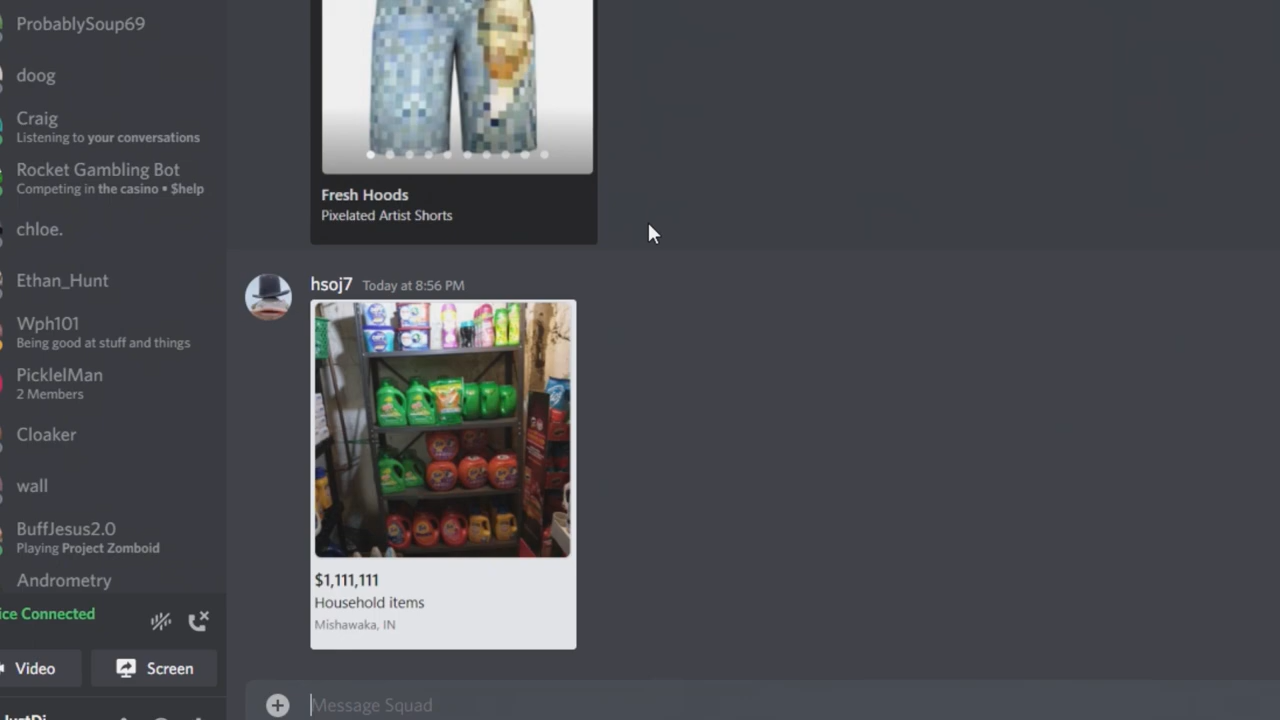 ProbablySoup69
doog
Craig
Listening to your conversations
Rocket Gambling Bot
Competing in the casino • $help
chloe.
Ethan_Hunt
Wph101
Being good at stuff and things
PicklelMan
2 Members
Cloaker
wall
BuffJesus2.0
Playing Project Zomboid
Andrometry
ice Connected
Video
Screen
Fresh Hoods
Pixelated Artist Shorts
hsoj7 Today at 8:56 PM
$1,111,111
Household items
Mishawaka, IN
Message Squad